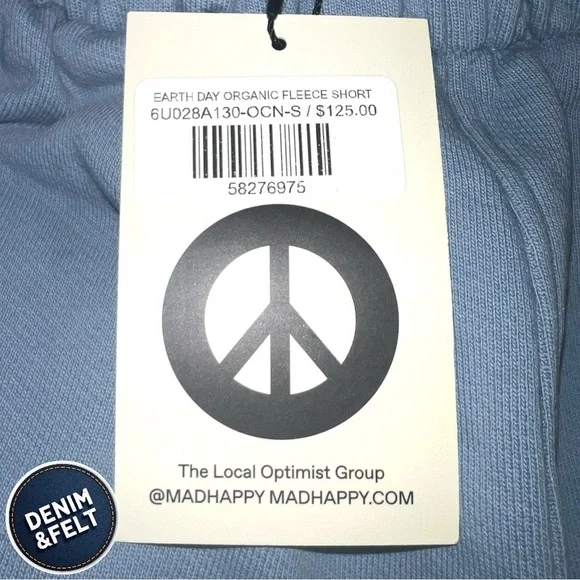 EARTH DAY ORGANIC FLEECE SHORT
6U028A130-OCN-S / $125.00
58276975
The Local Optimist Group
@MADHAPPY MADHAPPY.COM
DENIM
&FELT